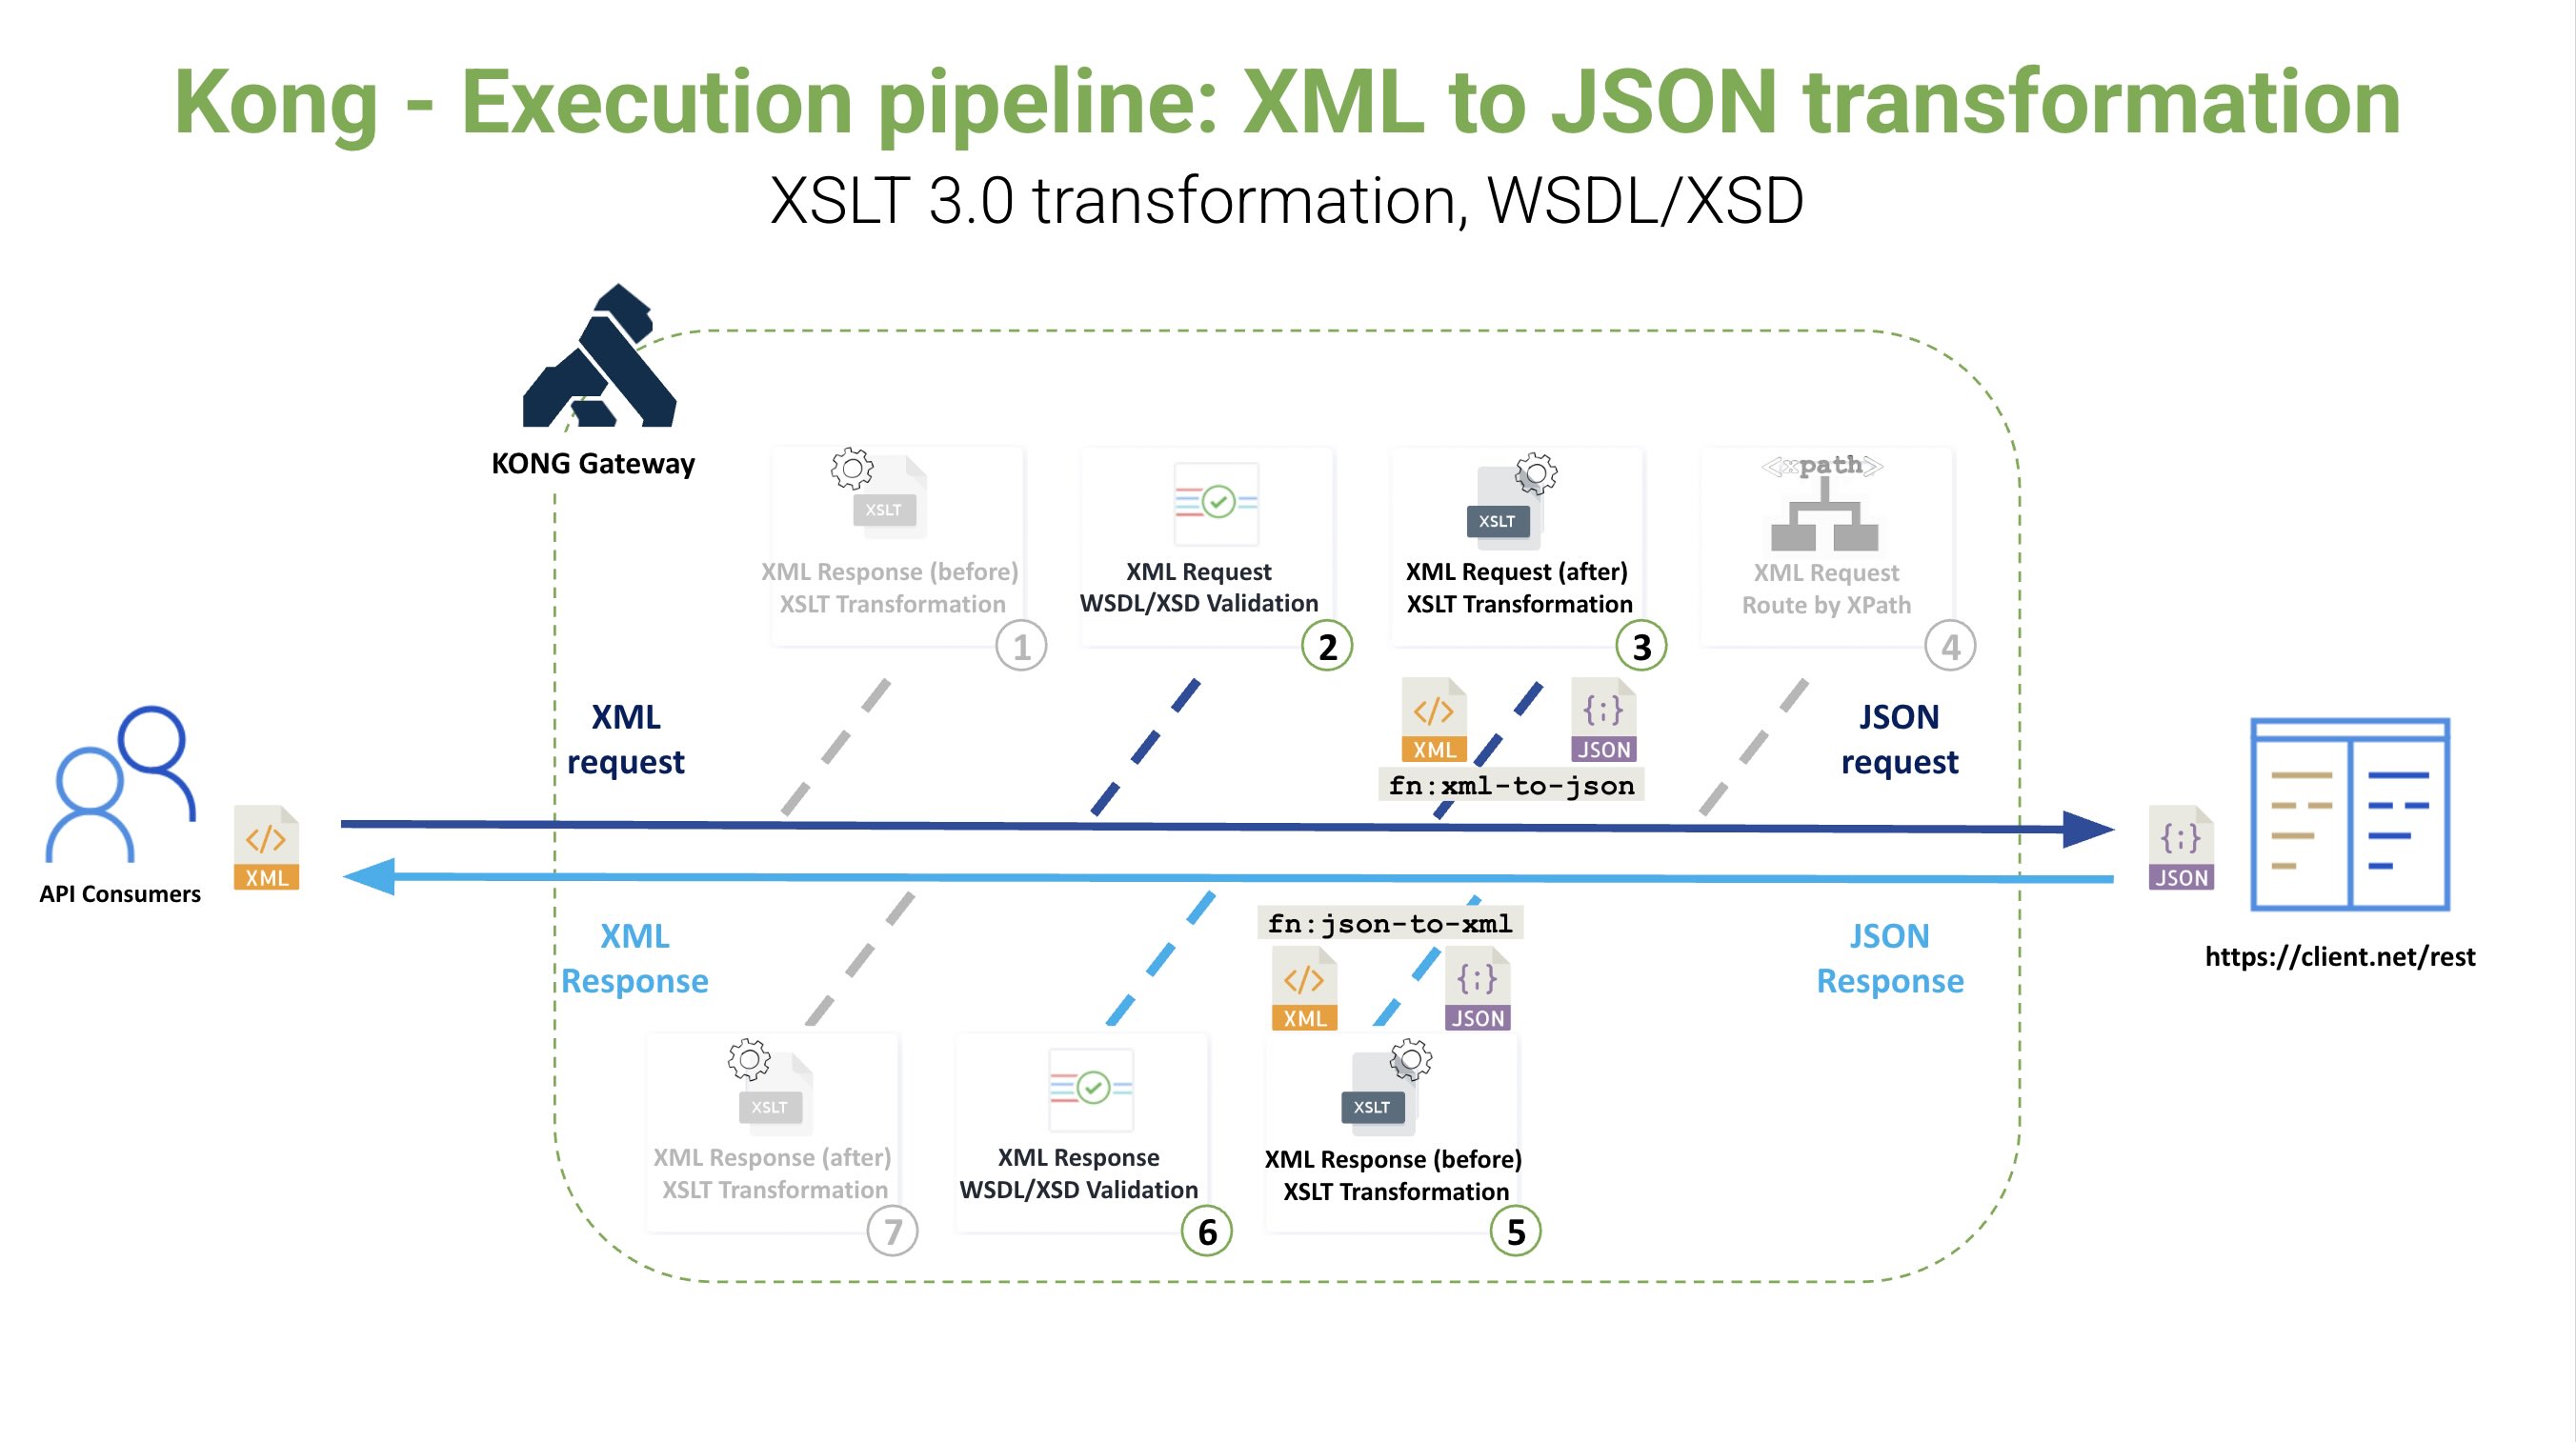 Kong - Execution pipeline: XML to JSON transformation
XSLT 3.0 transformation, WSDL/XSD
KONG Gateway
XSLT
XML Response (before)
XSLT Transformation
1
XML Request
WSDL/XSD Validation
2
XSLT
XML Request (after)
XSLT Transformation
3
<xpath>
XML Request
Route by XPath
4
XML
request
XML
JSON
fn:xml-to-json
JSON
request
API Consumers
XML
JSON
https://client.net/rest
XML
Response
fn:json-to-xml
XML
JSON
JSON
Response
XSLT
XML Response (after)
XSLT Transformation
7
XML Response
WSDL/XSD Validation
6
XSLT
XML Response (before)
XSLT Transformation
5